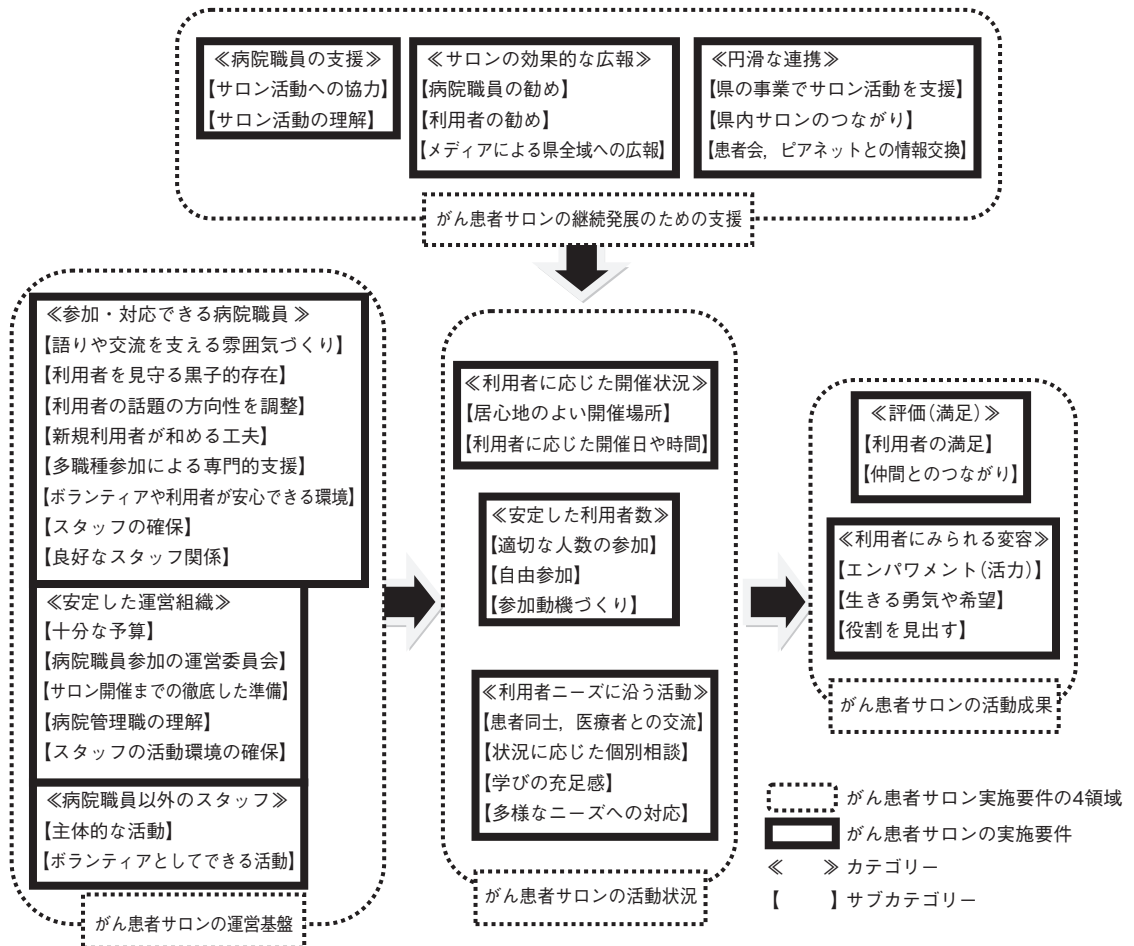 ≪病院職員の支援≫
【サロン活動への協力】
【サロン活動の理解】
≪サロンの効果的な広報≫
【病院職員の勧め】
【利用者の勧め】
【メディアによる県全域への広報】
≪円滑な連携≫
【県の事業でサロン活動を支援】
【県内サロンのつながり】
【患者会，ピアネットとの情報交換】
がん患者サロンの継続発展のための支援
≪参加・対応できる病院職員≫
【語りや交流を支える雰囲気づくり】
【利用者を見守る黒子的存在】
【利用者の話題の方向性を調整】
【新規利用者が和める工夫】
【多職種参加による専門的支援】
【ボランティアや利用者が安心できる環境】
【スタッフの確保】
【良好なスタッフ関係】
≪安定した運営組織≫
【十分な予算】
【病院職員参加の運営委員会】
【サロン開催までの徹底した準備】
【病院管理職の理解】
【スタッフの活動環境の確保】
≪病院職員以外のスタッフ≫
【主体的な活動】
【ボランティアとしてできる活動】
がん患者サロンの運営基盤
≪利用者に応じた開催状況≫
【居心地のよい開催場所】
【利用者に応じた開催日や時間】
≪安定した利用者数≫
【適切な人数の参加】
【自由参加】
【参加動機づくり】
≪利用者ニーズに沿う活動≫
【患者同士，医療者との交流】
【状況に応じた個別相談】
【学びの充足感】
【多様なニーズへの対応】
がん患者サロンの活動状況
≪評価(満足)≫
【利用者の満足】
【仲間とのつながり】
≪利用者にみられる変容≫
【エンパワメント(活力)】
【生きる勇気や希望】
【役割を見出す】
がん患者サロンの活動成果
がん患者サロン実施要件の4領域
がん患者サロンの実施要件
≪　　≫カテゴリー
【　　】サブカテゴリー